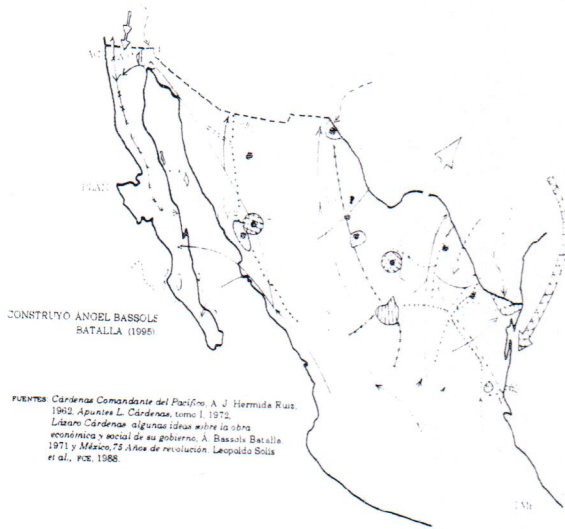 CONSTRUYO ÁNGEL BASSOLS
BATALLA (1995).
FUENTES: Cárdenas Comandante del Pacífico, A. J. Hermida Ruiz,
1962, Apuntes L. Cárdenas, tomo I, 1972,
Lázaro Cárdenas algunas ideas sobre la obra
económica y social de su gobierno, A. Bassols Batalla.
1971 y México, 75 Años de revolución. Leopoldo Solís
et al., FCE, 1988.